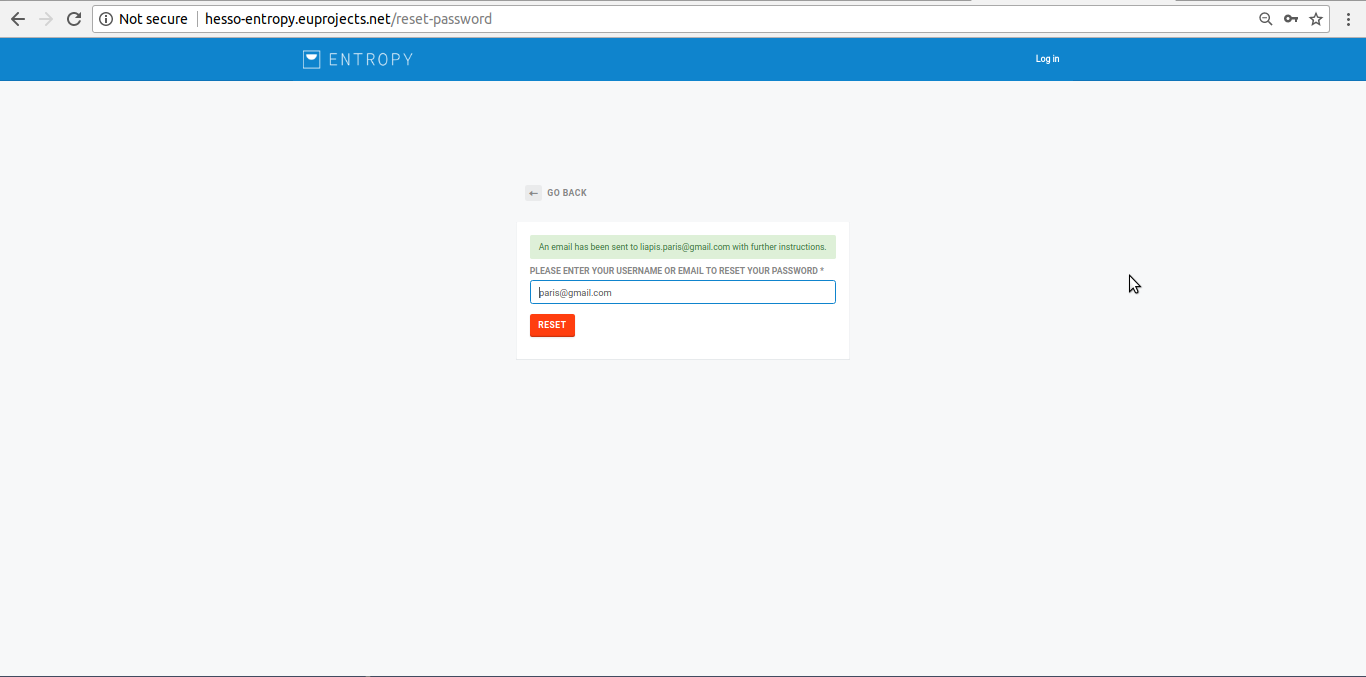 Not secure hesso-entropy.euprojects.net/reset-password
ENTROPY Log in
← GO BACK
An email has been sent to liapis.paris@gmail.com with further instructions.
PLEASE ENTER YOUR USERNAME OR EMAIL TO RESET YOUR PASSWORD *
paris@gmail.com
RESET